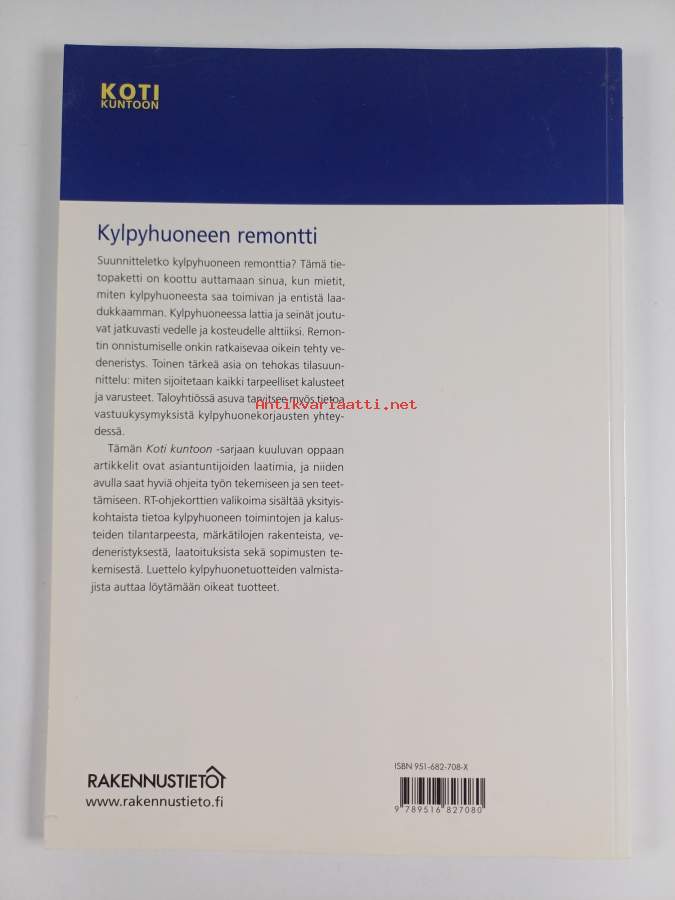 KOTI
KUNTOON
Kylpyhuoneen remontti
Suunnitteletko kylpyhuoneen remonttia? Tämä tie-
topaketti on koottu auttamaan sinua, kun mietit,
miten kylpyhuoneesta saa toimivan ja entistä laa-
dukkaamman. Kylpyhuoneessa lattia ja seinät joutu-
vat jatkuvasti vedelle ja kosteudelle alttiiksi. Remon-
tin onnistumiselle onkin ratkaisevaa oikein tehty ve-
deneristys. Toinen tärkeä asia on tehokas tilasuun-
nittelu: miten sijoitetaan kaikki tarpeelliset kalusteet
ja varusteet. Taloyhtiössä asuva tarvitsee myös tietoa
Antikvariaatti.net
vastuukysymyksistä kylpyhuonekorjausten yhtey-
dessä.
Tämän Koti kuntoon -sarjaan kuuluvan oppaan
artikkelit ovat asiantuntijoiden laatimia, ja niiden
avulla saat hyviä ohjeita työn tekemiseen ja sen teet-
tämiseen. RT-ohjekorttien valikoima sisältää yksityis-
kohtaista tietoa kylpyhuoneen toimintojen ja kalus-
teiden tilantarpeesta, märkätilojen rakenteista, ve-
deneristyksestä, laatoituksista sekä sopimusten te-
kemisestä. Luettelo kylpyhuonetuotteiden valmista-
jista auttaa löytämään oikeat tuotteet.
ISBN 951-682-708-X
RAKENNUSTIETO
www.rakennustieto.fi
9 789516 827080